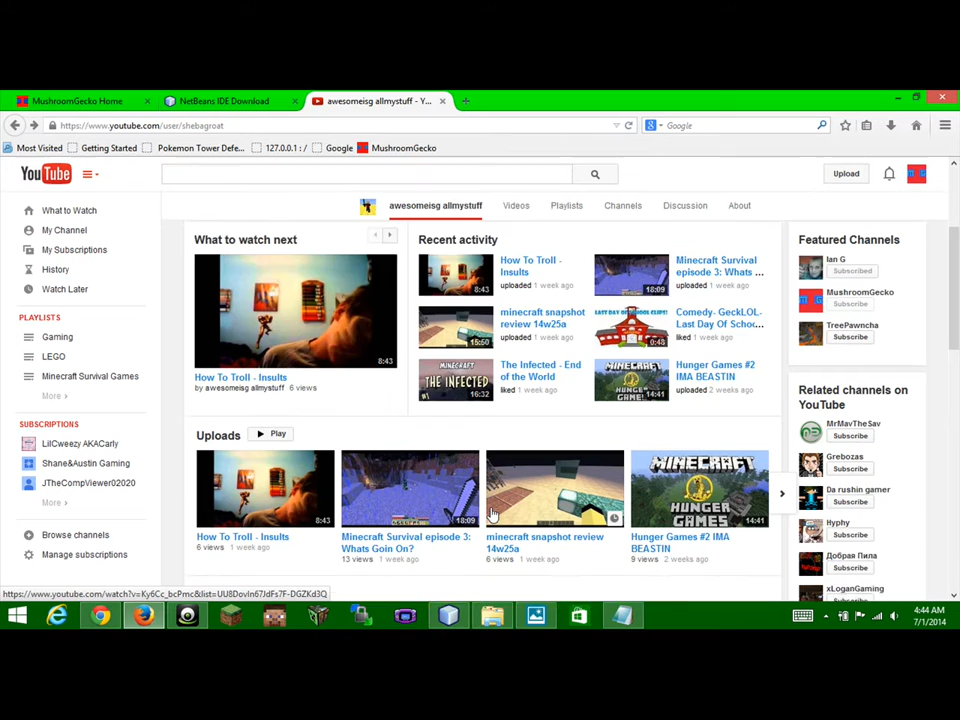 MushroomGecko Home
NetBeans IDE Download
awesomeisg allmystuff - Y...
https://www.youtube.com/user/shebagroat
Google
Most Visited
Getting Started
Pokemon Tower Defe...
127.0.0.1 : /
Google
MushroomGecko
YouTube
Upload
awesomeisg allmystuff
Videos
Playlists
Channels
Discussion
About
What to Watch
My Channel
My Subscriptions
History
Watch Later
PLAYLISTS
Gaming
LEGO
Minecraft Survival Games
More >
SUBSCRIPTIONS
LilCweezy AKACarly
Shane&Austin Gaming
JTheCompViewer02020
More >
Browse channels
Manage subscriptions
What to watch next
8:43
How To Troll - Insults
by awesomeisg allmystuff 6 views
Recent activity
8:43
How To Troll -
Insults
uploaded 1 week ago
18:09
Minecraft Survival
episode 3: Whats ...
uploaded 1 week ago
15:50
minecraft snapshot
review 14w25a
uploaded 1 week ago
LAST DAY OF SCHOOL CLIPS!
0:48
Comedy- GeckLOL-
Last Day Of Schoo...
liked 1 week ago
MINECRAFT
THE INFECTED
16:32
The Infected - End
of the World
liked 1 week ago
MINECRAFT
HUNGER
GAMES
14:41
Hunger Games #2
IMA BEASTIN
uploaded 2 weeks ago
Uploads
Play
8:43
How To Troll - Insults
6 views 1 week ago
18:09
Minecraft Survival episode 3:
Whats Goin On?
13 views 1 week ago
minecraft snapshot review
14w25a
6 views 1 week ago
MINECRAFT
HUNGER
GAMES
14:41
Hunger Games #2 IMA
BEASTIN
9 views 2 weeks ago
Featured Channels
Ian G
Subscribed
MushroomGecko
Subscribe
TreePawncha
Subscribe
Related channels on
YouTube
MrMavTheSav
Subscribe
Grebozas
Subscribe
Da rushin gamer
Subscribe
Hyphy
Subscribe
Добрая Пила
Subscribe
xLoganGaming
https://www.youtube.com/watch?v=Ky6Cc_bcPmc&list=UU8DovIn67JdFs7F-DGZKd3Q
4:44 AM
7/1/2014